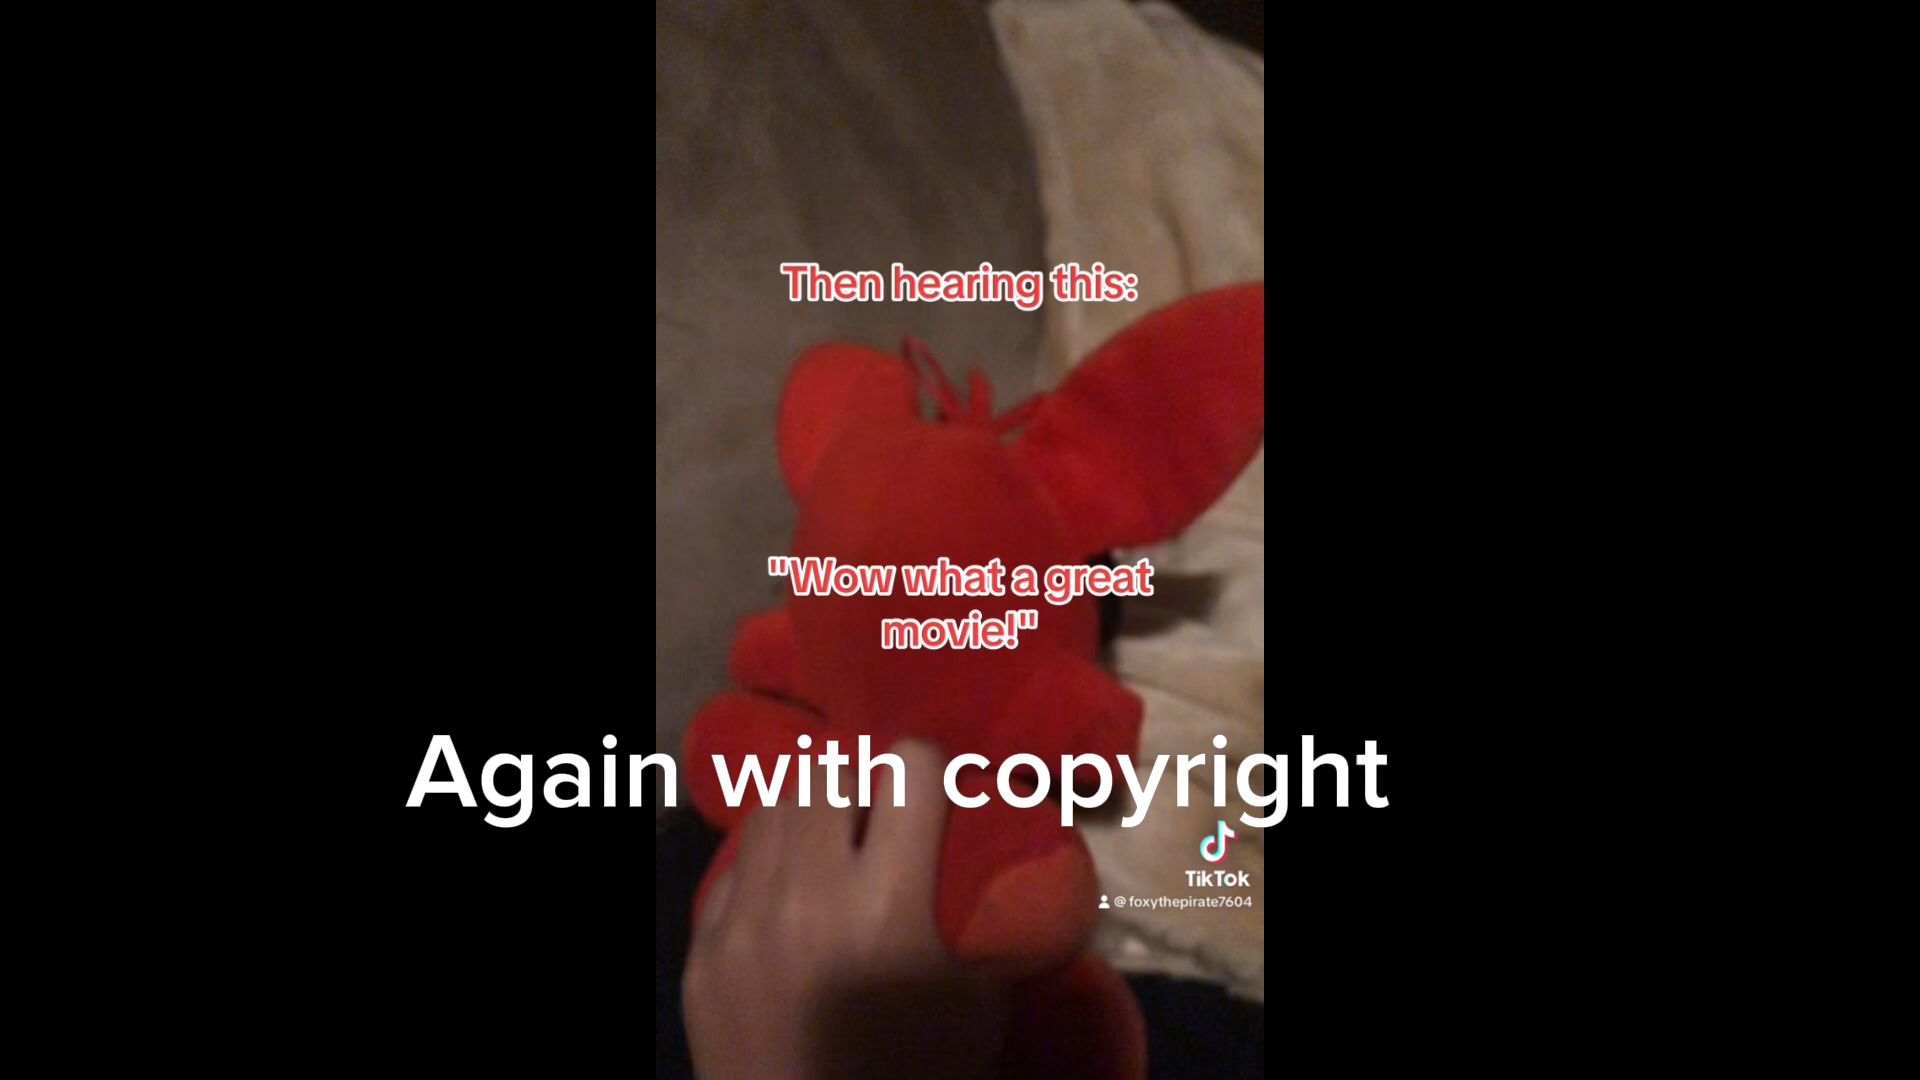 Then hearing this:
"Wow what a great
movie!"
Again with copyright
TikTok
@foxythepirate7604